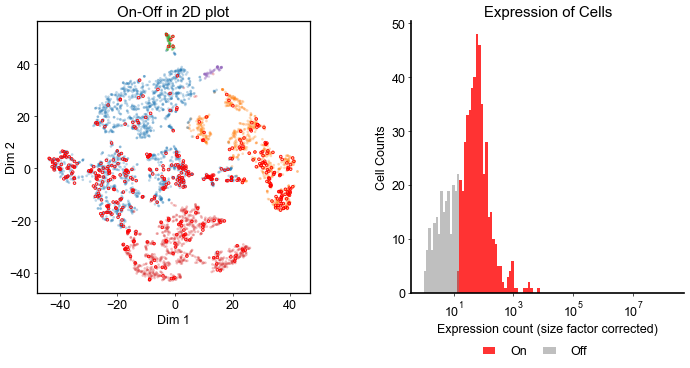 On-Off in 2D plot
Dim 2
40
20
0
−20
−40
−40 −20 0 20 40
Dim 1
Expression of Cells
Cell Counts
50
40
30
20
10
0
10^1 10^3 10^5 10^7
Expression count (size factor corrected)
On Off